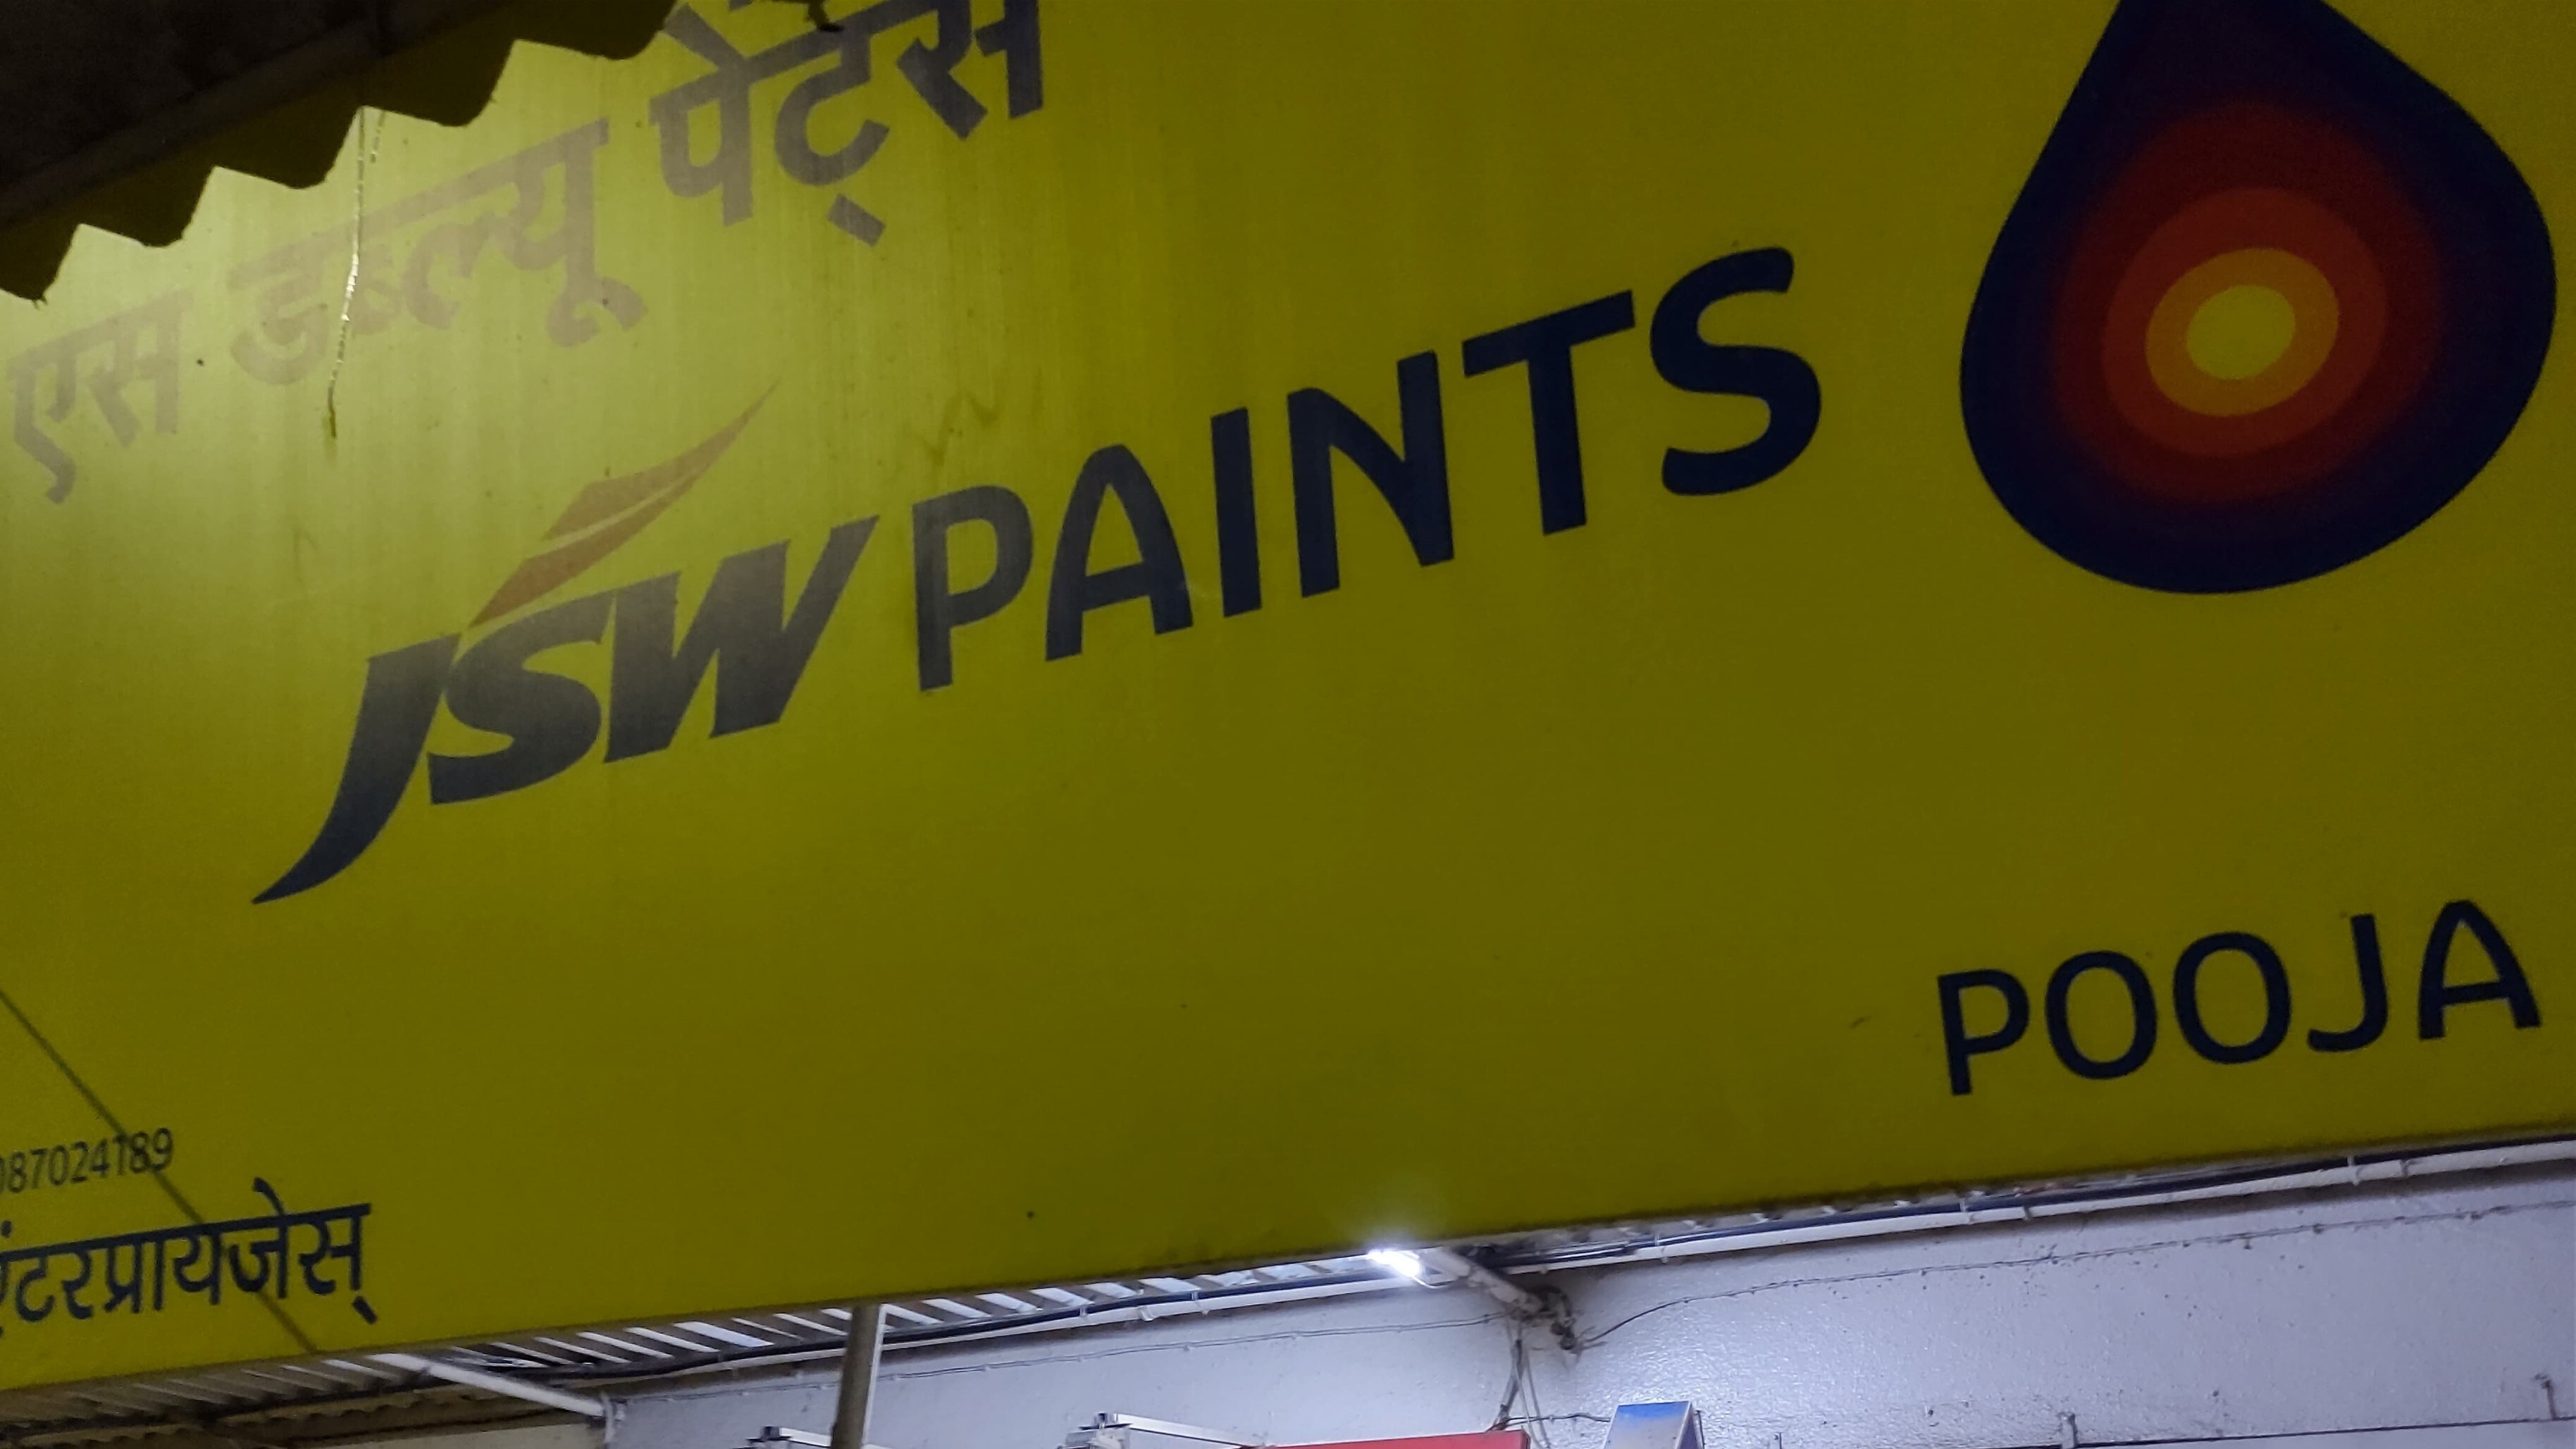 एस डब्ल्यू पेंट्स
JSW PAINTS
POOJA
087024189
एंटरप्रायजेस्